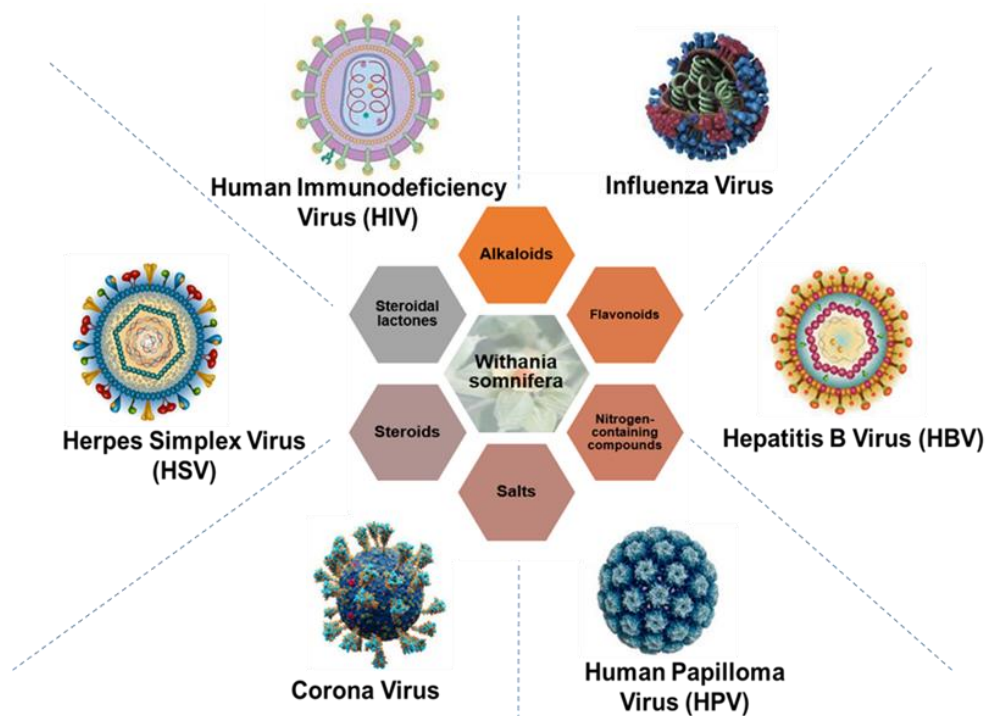 Human Immunodeficiency
Virus (HIV)
Influenza Virus
Alkaloids
Steroidal
lactones
Flavonoids
Withania
somnifera
Herpes Simplex Virus
(HSV)
Hepatitis B Virus (HBV)
Steroids
Nitrogen-
containing
compounds
Salts
Corona Virus
Human Papilloma
Virus (HPV)